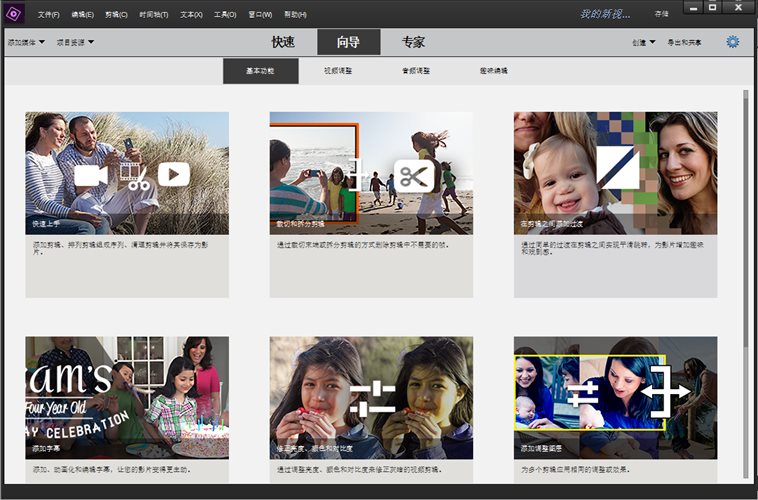 文件(F) 编辑(E) 剪辑(C) 时间轴(T) 文本(X) 工具(O) 窗口(W) 帮助(H) 我的新视... 存储
添加媒体 项目资源 快速 向导 专家 创建 导出和共享
基本功能 视频调整 音频调整 趣味编辑
快速上手 裁切和拆分剪辑 在剪辑之间添加过渡
添加剪辑、排列剪辑组成序列、清理剪辑并将其保存为影片。
通过裁切末端或拆分剪辑的方式删除剪辑中不需要的帧。
通过简单的过渡在剪辑之间实现平滑跳转，为影片增加趣味和戏剧感。
sam's
Four Year Old
AY CELEBRATION
添加字幕 修正亮度、颜色和对比度 添加调整图层
添加、动画化和编辑字幕，让您的影片变得更生动。
通过调整亮度、颜色和对比度来修正灰暗的视频剪辑。
为多个剪辑应用相同的调整或效果。